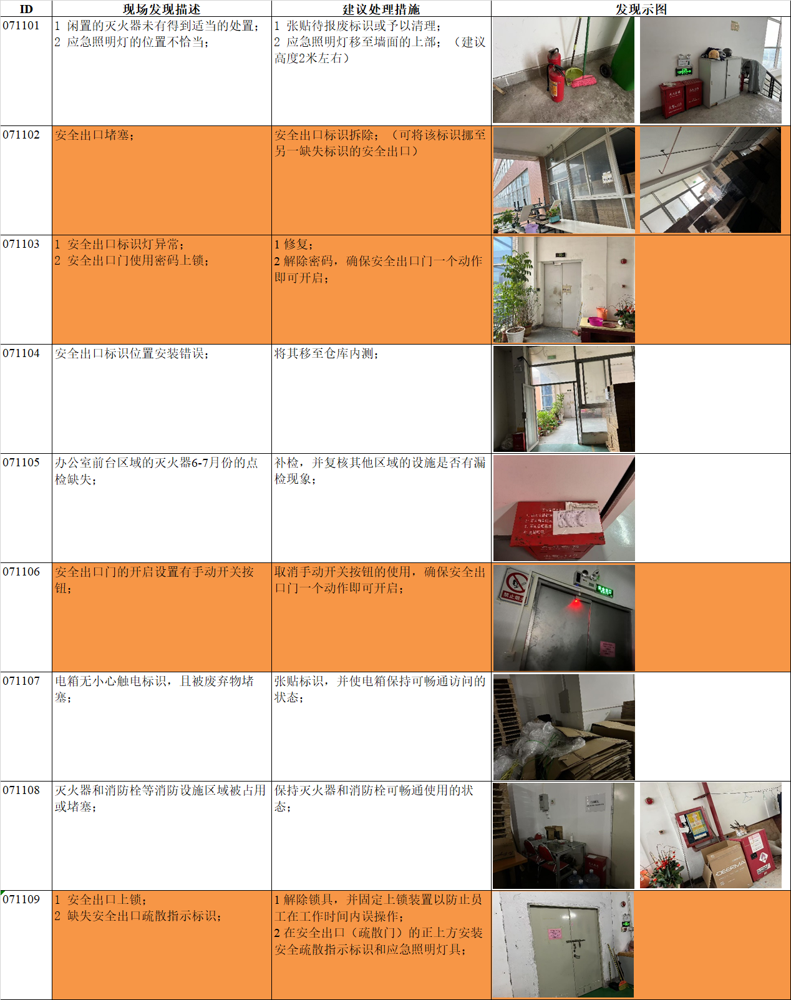 ID 现场发现描述 建议处理措施 发现示图
071101
1 闲置的灭火器未有得到适当的处置；
2 应急照明灯的位置不恰当；
1 张贴待报废标识或予以清理；
2 应急照明灯移至墙面的上部；（建议
高度2米左右）
071102
安全出口堵塞；
安全出口标识拆除；（可将该标识挪至
另一缺失标识的安全出口）
071103
1 安全出口标识灯异常；
2 安全出口门使用密码上锁；
1 修复；
2 解除密码，确保安全出口门一个动作
即可开启；
071104
安全出口标识位置安装错误；
将其移至仓库内测；
071105
办公室前台区域的灭火器6-7月份的点
检缺失；
补检，并复核其他区域的设施是否有漏
检现象；
071106
安全出口门的开启设置有手动开关按
钮；
取消手动开关按钮的使用，确保安全出
口门一个动作即可开启；
禁止烟火
071107
电箱无小心触电标识，且被废弃物堵
塞；
张贴标识，并使电箱保持可畅通访问的
状态；
071108
灭火器和消防栓等消防设施区域被占用
或堵塞；
保持灭火器和消防栓可畅通使用的状
态；
DEERMA
071109
1 安全出口上锁；
2 缺失安全出口疏散指示标识；
1 解除锁具，并固定上锁装置以防止员
工在工作时间内误操作；
2 在安全出口（疏散门）的正上方安装
安全疏散指示标识和应急照明灯具；